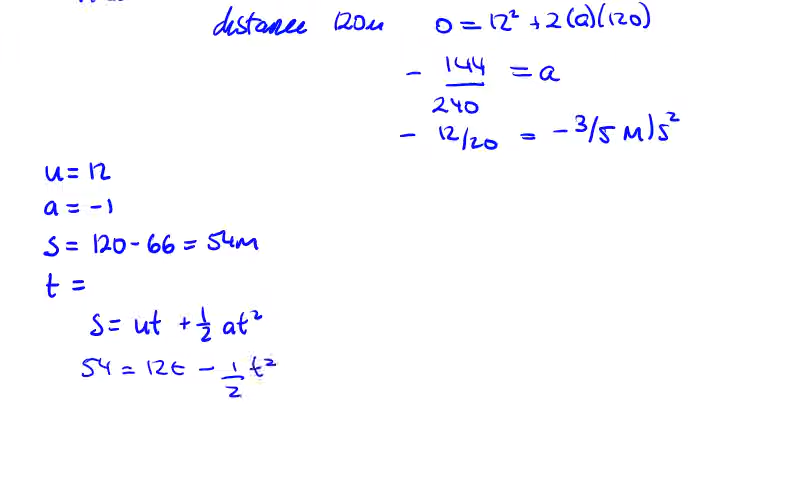 distance 120m 0 = 12² + 2(a)(120)
- 144/240 = a
- 12/20 = - 3/5 m/s²
u = 12
a = -1
s = 120 - 66 = 54m
t =
s = ut + 1/2 at²
54 = 12t - 1/2 t²